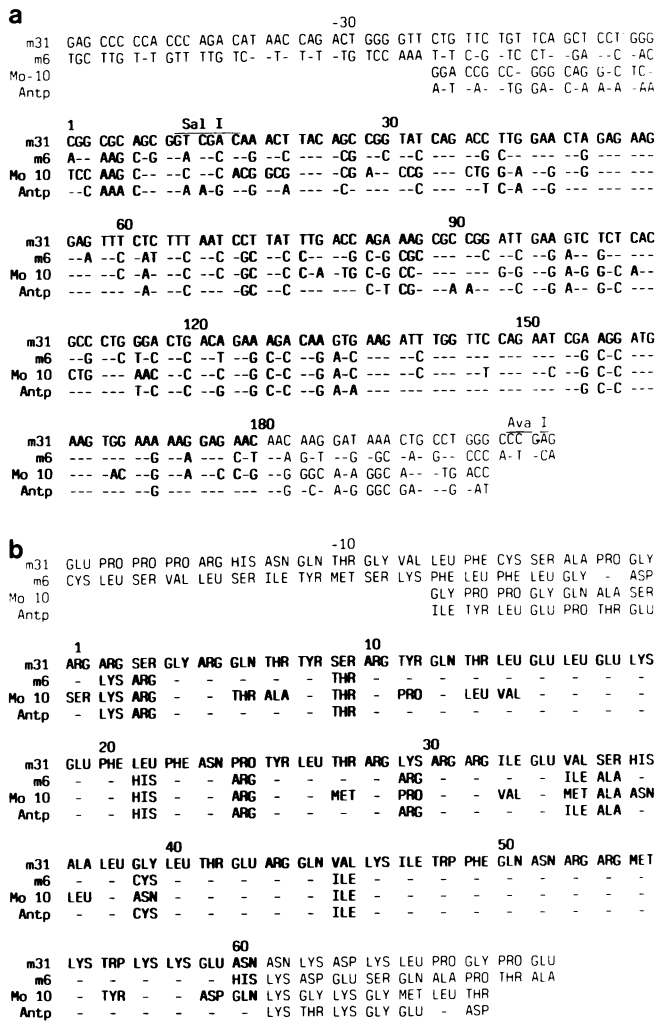 a
-30
m31 GAG CCC CCA CCC AGA CAT AAC CAG ACT GGG GTT CTG TTC TGT TCA GCT CCT GGG
m6 TGC TTG T-T GTT TTG TC- -T- T-T -TG TCC AAA T-T C-G -TC CT- -GA --C -AC
Mo-10 GGA CCG CC- GGG CAG G-C TC-
Antp A-T -A- -TG GA- C-A A-A -AA
1 Sal I 30
m31 CGG CGC AGC GGT CGA CAA ACT TAC AGC CGG TAT CAG ACC TTG GAA CTA GAG AAG
m6 A-- AAG C-G --A --C --G --C --- -CG --C --C --- --- -GC --- --G --- ---
Mo 10 TCC AAG C-- --C --C ACG GCG --- -CG A-- CCG --- CTG G-A --G --G --- ---
Antp --C AAA C-- --A A-G --G --A --- -C- --- --C --- --- T-C -A- --G --- ---
60 90
m31 GAG TTT CTC TTT AAT CCT TAT TTG ACC AGA AAG CGC CGG ATT GAA GTC TCT CAC
m6 --A --C -AT --C --C -GC --C C-- --- C-G CGC --- --- --C --G A-- G-- ---
Mo 10 --- --C -A- --C --C -GC --C C-A -TG C-G CC- --- --- G-G --G A-G G-C A--
Antp --- --- -A- --C --C -G- --C --- --- C-T CG- --A A-- --C --G A-- G-C ---
120 150
m31 GCC CTG GGA CTG ACA GAA AGA CAA GTG AAG ATT TGG TTC CAG AAT CGA AGG ATG
m6 --G --C T-C --C --T --G C-C --G A-C --- --C --- --- --- --- --G C-C ---
Mo 10 CTG --- AAC --C --- --G C-C --G A-C --- --C --- --T --- --C --G C-C ---
Antp --- --- T-C --C --G --G C-C --G A-A --- --- --- --- --- --- --G C-C ---
180 Ava I
m31 AAG TGG AAA AAG GAG AAC AAC AAG GAT AAA CTG CCT GGG CCC GAG
m6 --- --- --G --A --- C-T --A G-T --G -GC -A- G-- CCC A-T -CA
Mo 10 --- -AC --G --A --C C-G --G GGC A-A GGC A-- -TG ACC
Antp --- --- --G --- --- --- --G -C- -A- GGC GA- --G -AT
b
-10
m31 GLU PRO PRO PRO ARG HIS ASN GLN THR GLY VAL LEU PHE CYS SER ALA PRO GLY
m6 CYS LEU SER VAL LEU SER ILE TYR MET SER LYS PHE LEU PHE LEU GLY - ASP
Mo 10 GLY PRO PRO GLY GLN ALA SER
Antp ILE TYR LEU GLU PRO THR GLU
1 10
m31 ARG ARG SER GLY ARG GLN THR TYR SER ARG TYR GLN THR LEU GLU LEU GLU LYS
m6 - LYS ARG - - - - - THR - - - - - - - - -
Mo 10 SER LYS ARG - - THR ALA - THR - PRO - LEU VAL - - - -
Antp - LYS ARG - - - - - THR - - - - - - - - -
20 30
m31 GLU PHE LEU PHE ASN PRO TYR LEU THR ARG LYS ARG ARG ILE GLU VAL SER HIS
m6 - - HIS - - ARG - - - - ARG - - - - ILE ALA -
Mo 10 - - HIS - - ARG - - MET - PRO - - VAL - MET ALA ASN
Antp - - HIS - - ARG - - - - ARG - - - - ILE ALA -
40 50
m31 ALA LEU GLY LEU THR GLU ARG GLN VAL LYS ILE TRP PHE GLN ASN ARG ARG MET
m6 - - CYS - - - - - ILE - - - - - - - - -
Mo 10 LEU - ASN - - - - - ILE - - - - - - - - -
Antp - - CYS - - - - - ILE - - - - - - - - -
60
m31 LYS TRP LYS LYS GLU ASN ASN LYS ASP LYS LEU PRO GLY PRO GLU
m6 - - - - - HIS LYS ASP GLU SER GLN ALA PRO THR ALA
Mo 10 - TYR - - ASP GLN LYS GLY LYS GLY MET LEU THR
Antp - - - - - - LYS THR LYS GLY GLU - ASP